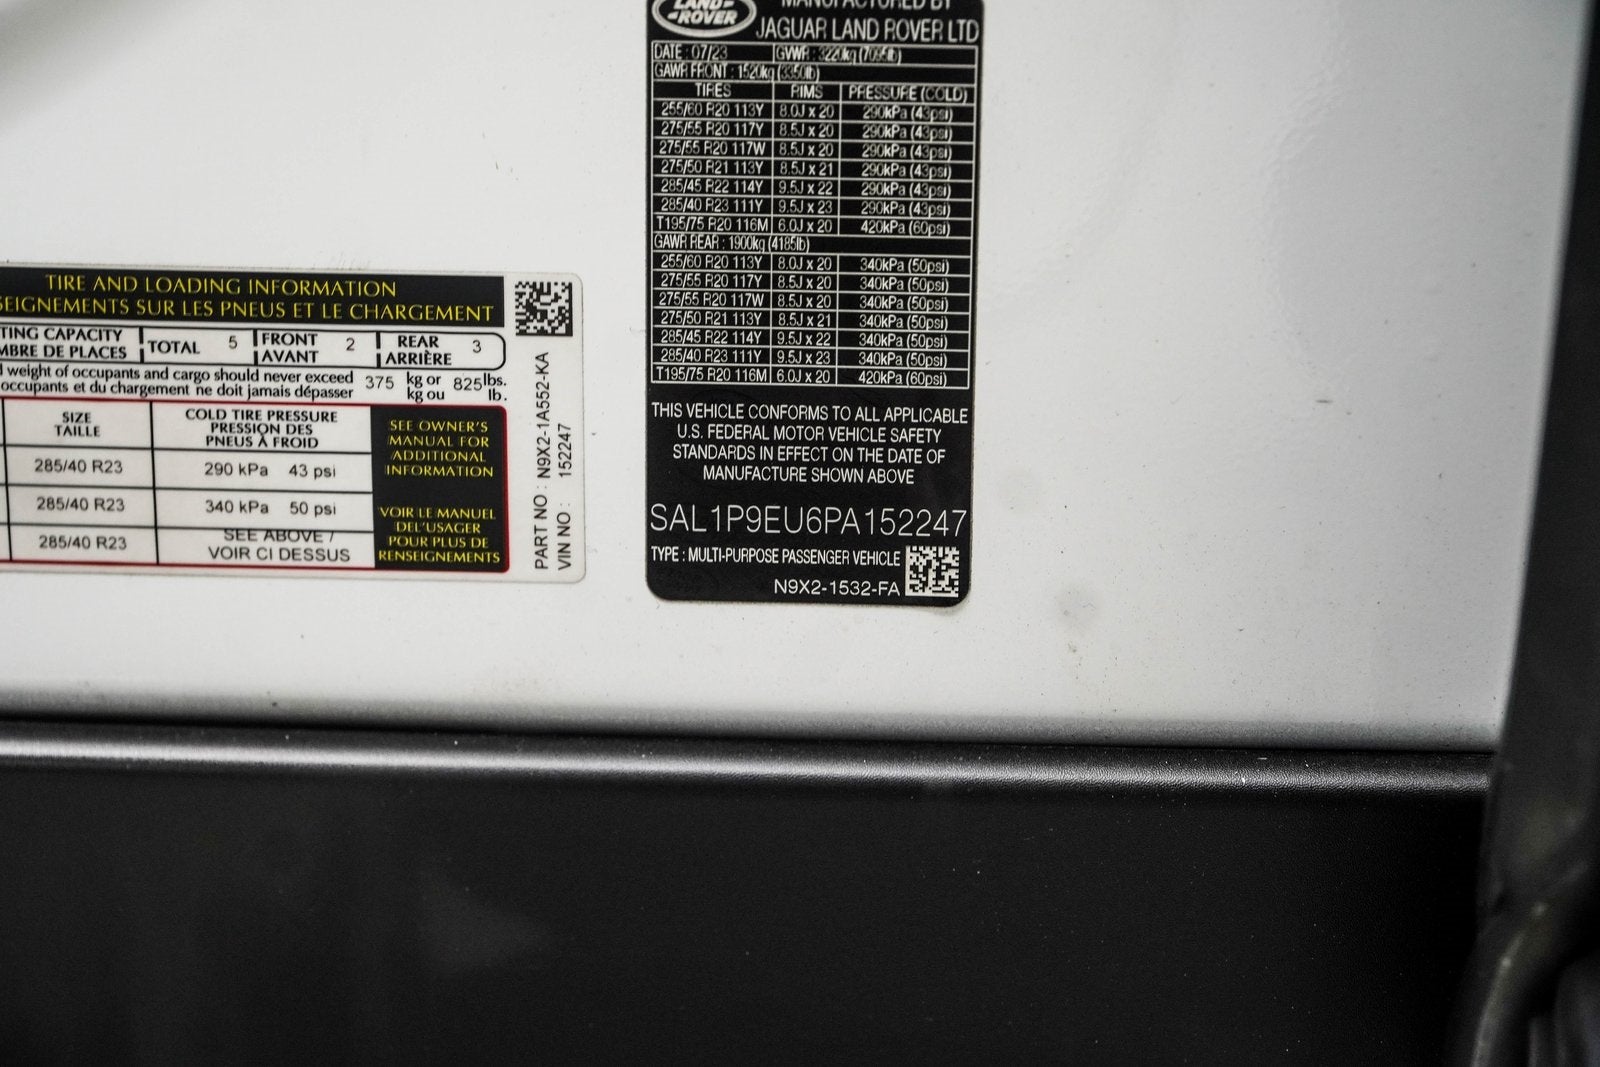 TIRE AND LOADING INFORMATION
SEIGNEMENTS SUR LES PNEUS ET LE CHARGEMENT
TING CAPACITY
MBRE DE PLACES
TOTAL 5
FRONT
AVANT
2
REAR
ARRIÈRE
3
weight of occupants and cargo should never exceed 375 kg or 825 lbs.
occupants et du chargement ne doit jamais dépasser kg ou lb.
SIZE
TAILLE
COLD TIRE PRESSURE
PRESSION DES
PNEUS À FROID
285/40 R23 290 kPa 43 psi
285/40 R23 340 kPa 50 psi
285/40 R23 SEE ABOVE /
VOIR CI DESSUS
SEE OWNER'S
MANUAL FOR
ADDITIONAL
INFORMATION
VOIR LE MANUEL
DEL'USAGER
POUR PLUS DE
RENSEIGNEMENTS
PART NO : N9X2-1A552-KA
VIN NO : 152247
LAND-
-ROVER
MANUFACTURED BY
JAGUAR LAND ROVER LTD
DATE : 07/23 GVWR : 3220kg (7095lb)
GAWR FRONT : 1520kg (3350lb)
TIRES RIMS PRESSURE (COLD)
255/60 R20 113Y 8.0J x 20 290kPa (43psi)
275/55 R20 117Y 8.5J x 20 290kPa (43psi)
275/55 R20 117W 8.5J x 20 290kPa (43psi)
275/50 R21 113Y 8.5J x 21 290kPa (43psi)
285/45 R22 114Y 9.5J x 22 290kPa (43psi)
285/40 R23 111Y 9.5J x 23 290kPa (43psi)
T195/75 R20 116M 6.0J x 20 420kPa (60psi)
GAWR REAR : 1900kg (4185lb)
255/60 R20 113Y 8.0J x 20 340kPa (50psi)
275/55 R20 117Y 8.5J x 20 340kPa (50psi)
275/55 R20 117W 8.5J x 20 340kPa (50psi)
275/50 R21 113Y 8.5J x 21 340kPa (50psi)
285/45 R22 114Y 9.5J x 22 340kPa (50psi)
285/40 R23 111Y 9.5J x 23 340kPa (50psi)
T195/75 R20 116M 6.0J x 20 420kPa (60psi)
THIS VEHICLE CONFORMS TO ALL APPLICABLE
U.S. FEDERAL MOTOR VEHICLE SAFETY
STANDARDS IN EFFECT ON THE DATE OF
MANUFACTURE SHOWN ABOVE
SAL1P9EU6PA152247
TYPE : MULTI-PURPOSE PASSENGER VEHICLE
N9X2-1532-FA